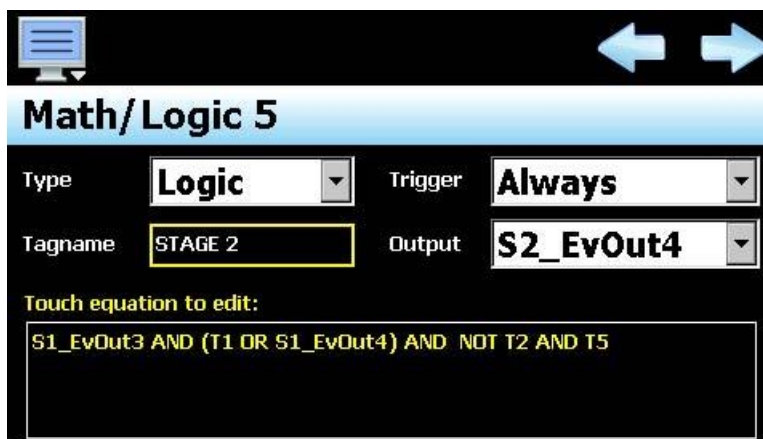 Math/Logic 5
Type Logic Trigger Always
Tagname STAGE 2 Output S2_EvOut4
Touch equation to edit:
S1_EvOut3 AND (T1 OR S1_EvOut4) AND  NOT T2 AND T5